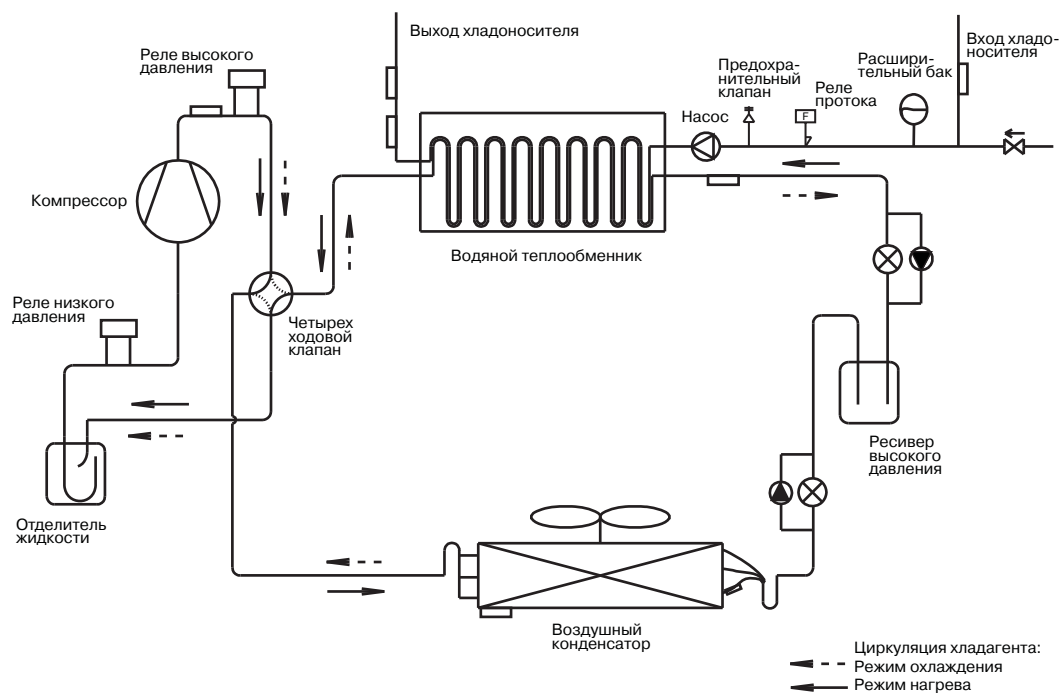 Выход хладоносителя
Вход хладо-
носителя
Реле высокого
давления
Предохра-
нительный
клапан
Расшири-
тельный бак
Реле
протока
Насос
F
Компрессор
Водяной теплообменник
Реле низкого
давления
Четырех
ходовой
клапан
Ресивер
высокого
давления
Отделитель
жидкости
Воздушный
конденсатор
Циркуляция хладагента:
Режим охлаждения
Режим нагрева